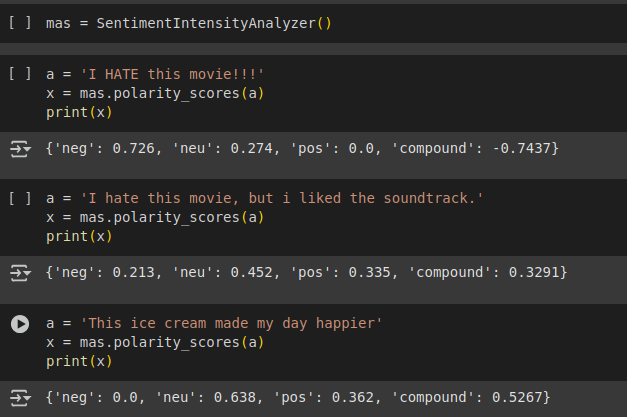 [ ] mas = SentimentIntensityAnalyzer()
[ ] a = 'I HATE this movie!!!'
x = mas.polarity_scores(a)
print(x)
{'neg': 0.726, 'neu': 0.274, 'pos': 0.0, 'compound': -0.7437}
[ ] a = 'I hate this movie, but i liked the soundtrack.'
x = mas.polarity_scores(a)
print(x)
{'neg': 0.213, 'neu': 0.452, 'pos': 0.335, 'compound': 0.3291}
a = 'This ice cream made my day happier'
x = mas.polarity_scores(a)
print(x)
{'neg': 0.0, 'neu': 0.638, 'pos': 0.362, 'compound': 0.5267}